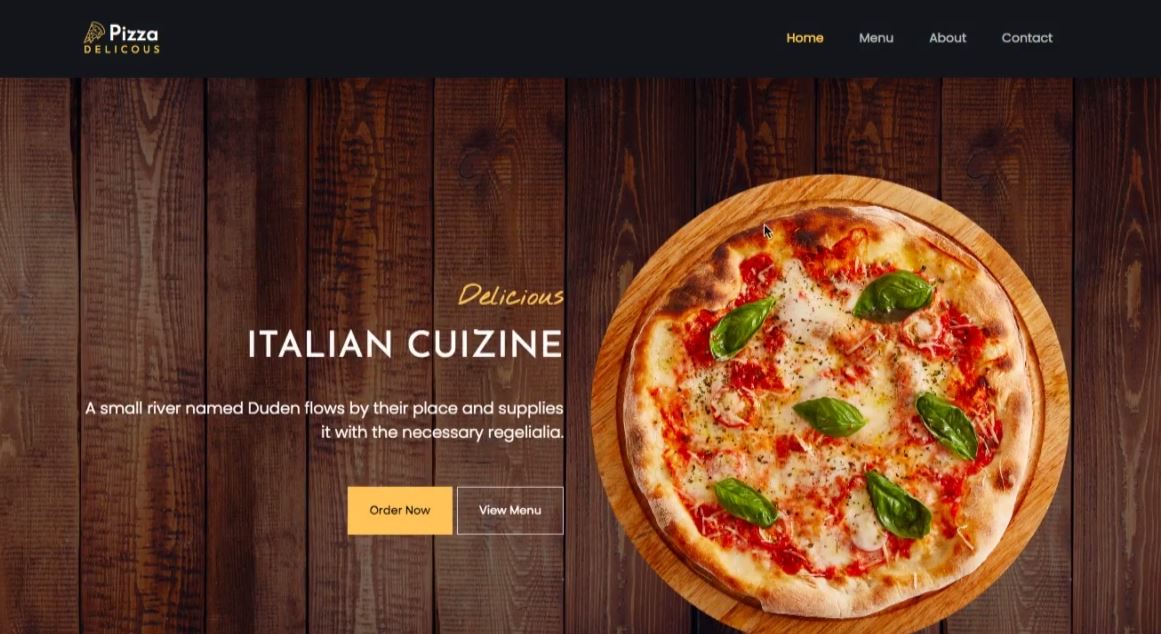 Pizza
DELICOUS
Home Menu About Contact
Delicious
ITALIAN CUIZINE
A small river named Duden flows by their place and supplies
it with the necessary regelialia.
Order Now View Menu